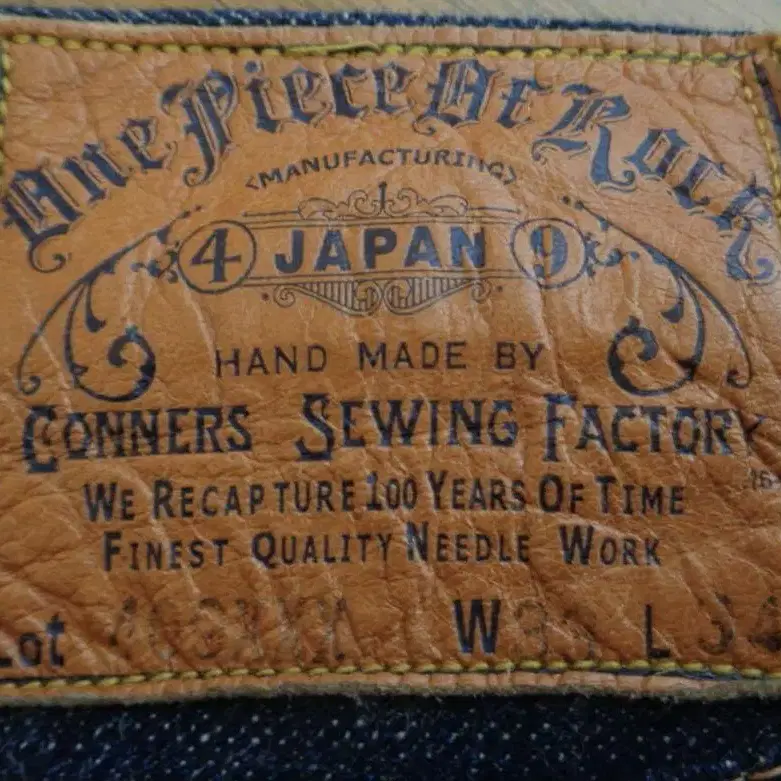 One Piece Of Rock
<MANUFACTURING>
4 JAPAN 9
HAND MADE BY
CONNERS SEWING FACTORY
WE RECAPTURE 100 YEARS OF TIME
FINEST QUALITY NEEDLE WORK
Lot W L 34